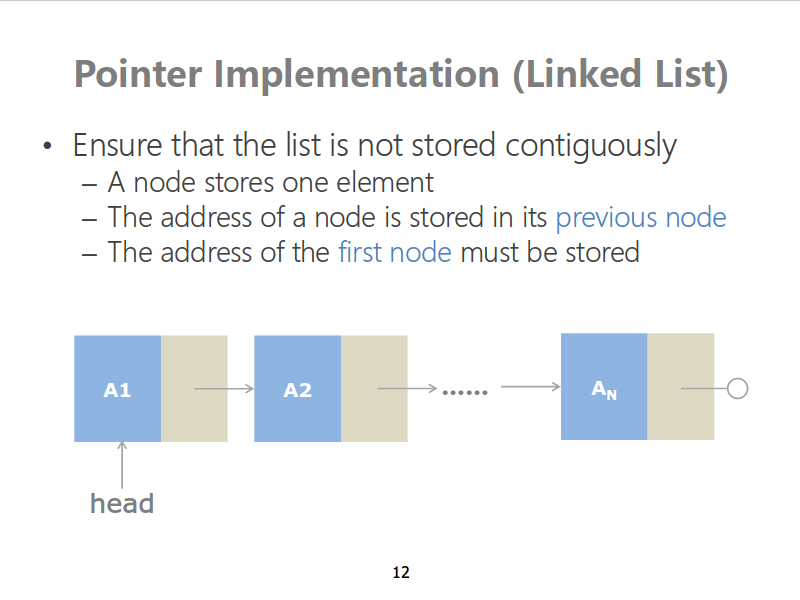 Pointer Implementation (Linked List)
• Ensure that the list is not stored contiguously
– A node stores one element
– The address of a node is stored in its previous node
– The address of the first node must be stored
A1
A2
......
AN
head
12